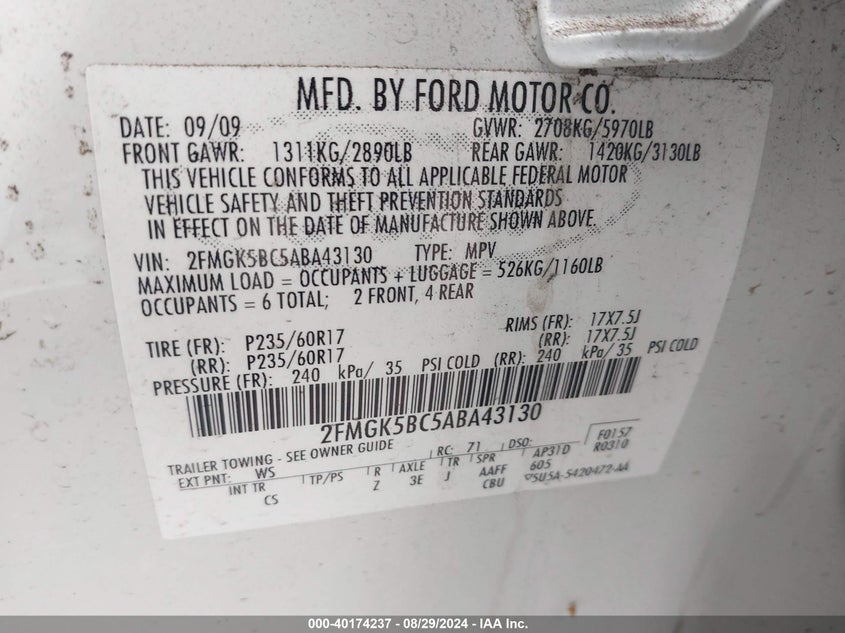 MFD. BY FORD MOTOR CO.
DATE: 09/09 GVWR: 2708KG/5970LB
FRONT GAWR: 1311KG/2890LB REAR GAWR: 1420KG/3130LB
THIS VEHICLE CONFORMS TO ALL APPLICABLE FEDERAL MOTOR
VEHICLE SAFETY AND THEFT PREVENTION STANDARDS
IN EFFECT ON THE DATE OF MANUFACTURE SHOWN ABOVE.
VIN: 2FMGK5BC5ABA43130 TYPE: MPV
MAXIMUM LOAD = OCCUPANTS + LUGGAGE = 526KG/1160LB
OCCUPANTS = 6 TOTAL; 2 FRONT, 4 REAR
TIRE (FR): P235/60R17 RIMS (FR): 17X7.5J
(RR): P235/60R17 (RR): 17X7.5J
PRESSURE (FR): 240 kPa/ 35 PSI COLD (RR): 240 kPa/ 35 PSI COLD
2FMGK5BC5ABA43130
TRAILER TOWING - SEE OWNER GUIDE
EXT PNT: WS RC: 71 DSO: F0157
INT TR TP/PS R AXLE TR SPR AP31D R0310
CS Z 3E J AAFF 605
CBU 5U5A-5420472-AA
000-40174237 - 08/29/2024 - IAA Inc.